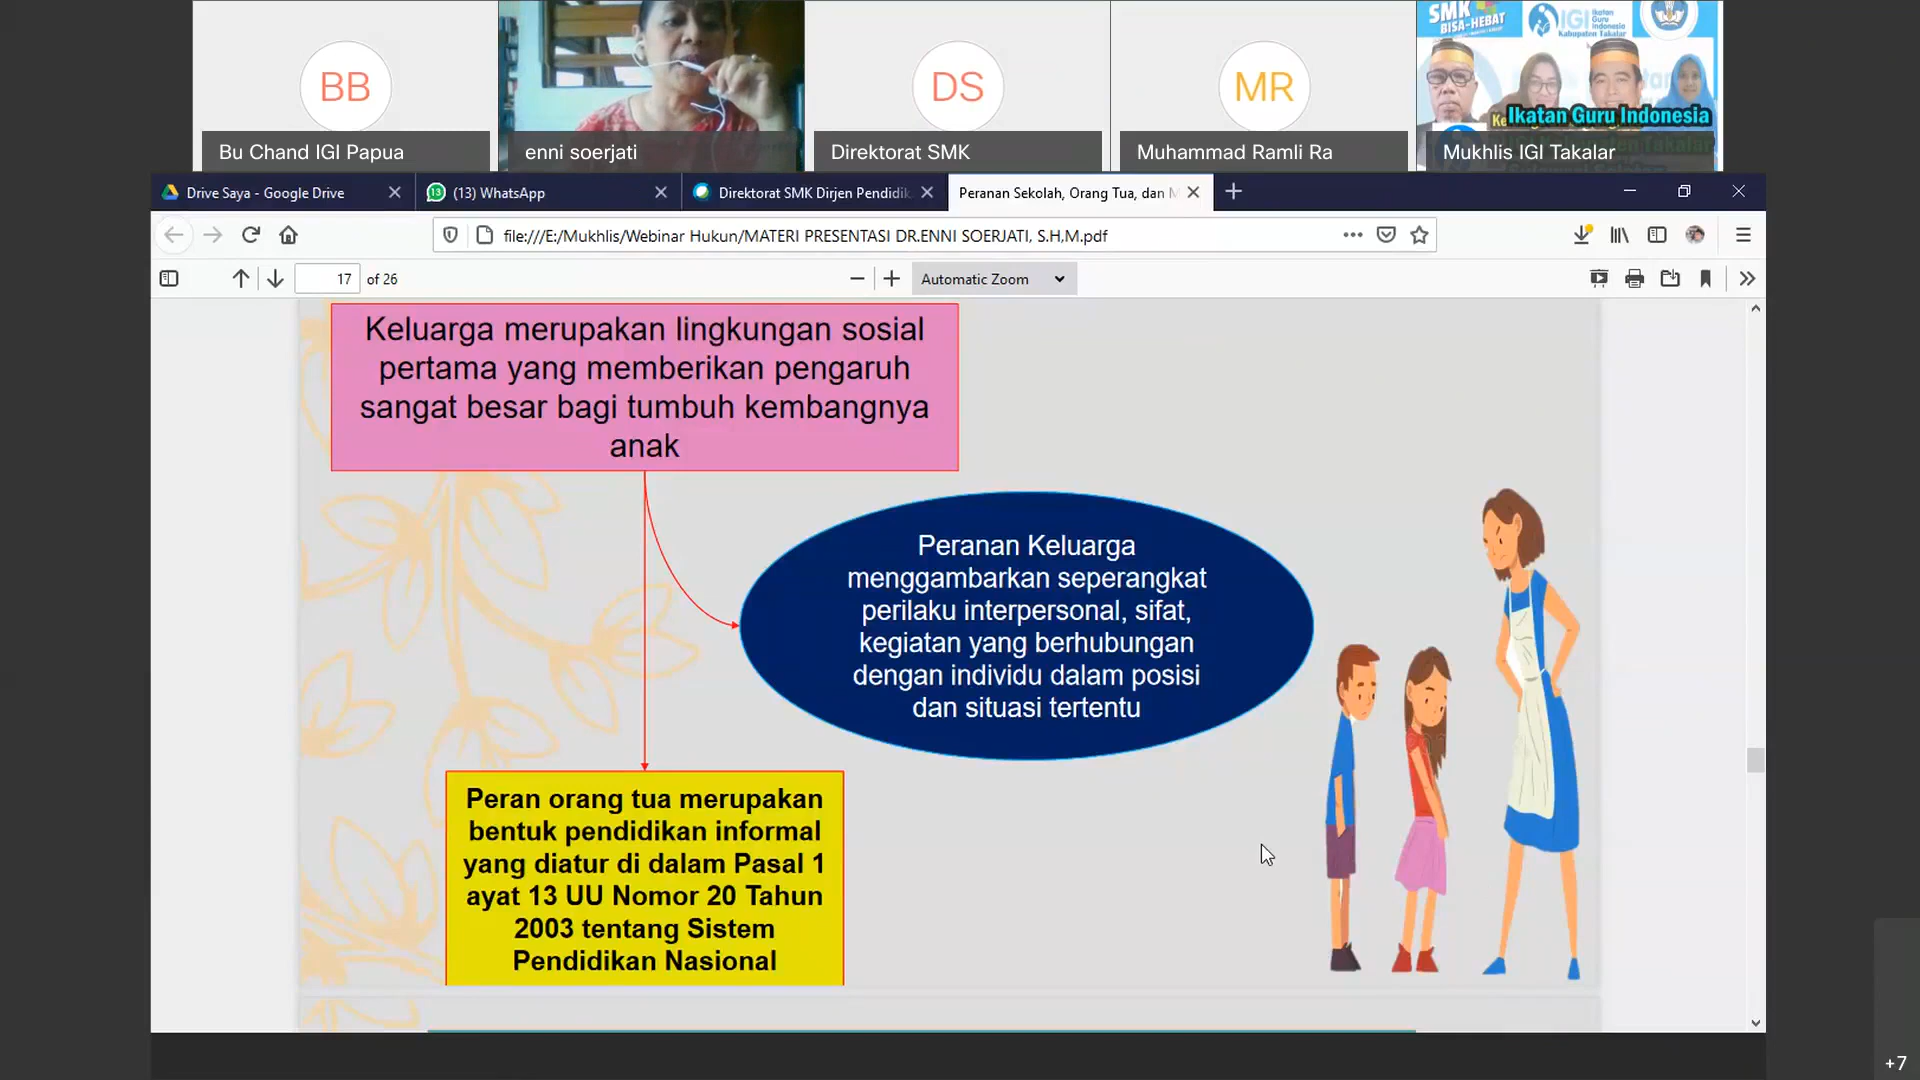 BB
DS
MR
SMK
BISA-HEBAT
IGI
Ikatan
Guru
Indonesia
Kabupaten Takalar
Ikatan Guru Indonesia
Bu Chand IGI Papua
enni soerjati
Direktorat SMK
Muhammad Ramli Ra
Mukhlis IGI Takalar
Drive Saya - Google Drive
(13) WhatsApp
Direktorat SMK Dirjen Pendidik
Peranan Sekolah, Orang Tua, dan M
file:///E:/Mukhlis/Webinar Hukun/MATERI PRESENTASI DR.ENNI SOERJATI, S.H,M.pdf
17 of 26
Automatic Zoom
Keluarga merupakan lingkungan sosial
pertama yang memberikan pengaruh
sangat besar bagi tumbuh kembangnya
anak
Peranan Keluarga
menggambarkan seperangkat
perilaku interpersonal, sifat,
kegiatan yang berhubungan
dengan individu dalam posisi
dan situasi tertentu
Peran orang tua merupakan
bentuk pendidikan informal
yang diatur di dalam Pasal 1
ayat 13 UU Nomor 20 Tahun
2003 tentang Sistem
Pendidikan Nasional
+7